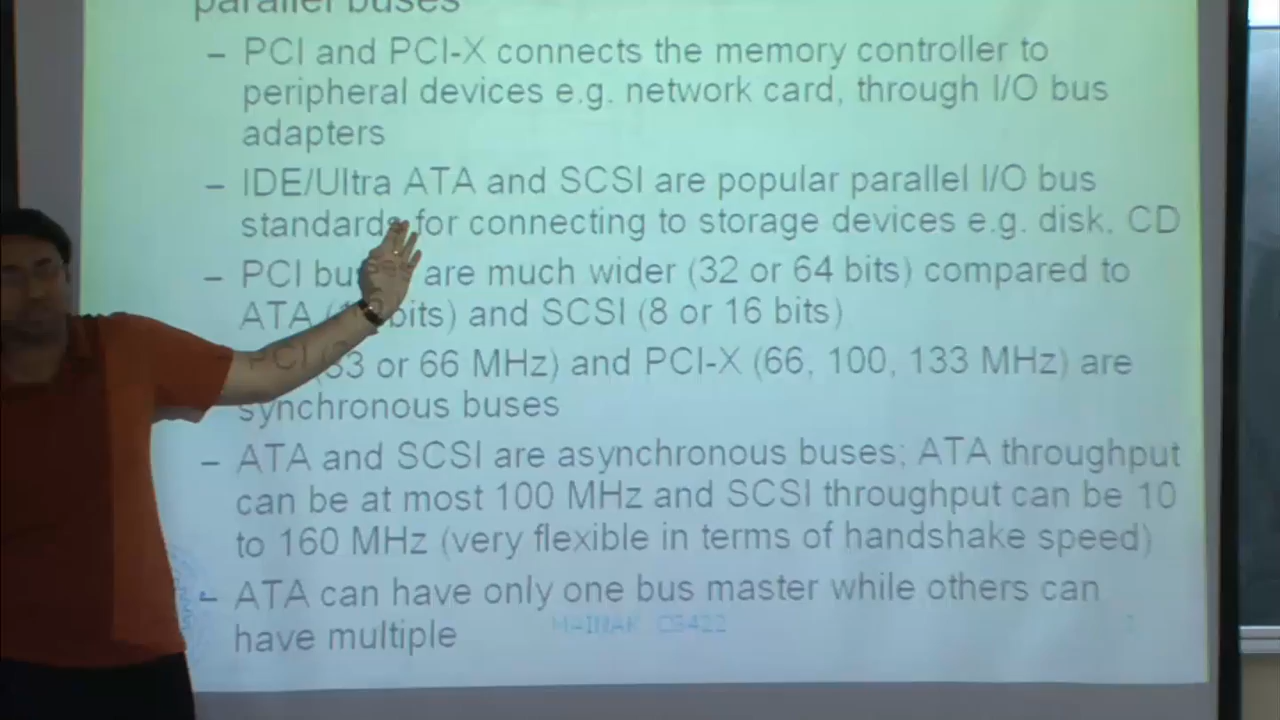 parallel buses
– PCI and PCI-X connects the memory controller to
peripheral devices e.g. network card, through I/O bus
adapters
– IDE/Ultra ATA and SCSI are popular parallel I/O bus
standards for connecting to storage devices e.g. disk, CD
– PCI buses are much wider (32 or 64 bits) compared to
ATA ( bits) and SCSI (8 or 16 bits)
PCI (33 or 66 MHz) and PCI-X (66, 100, 133 MHz) are
synchronous buses
– ATA and SCSI are asynchronous buses; ATA throughput
can be at most 100 MHz and SCSI throughput can be 10
to 160 MHz (very flexible in terms of handshake speed)
– ATA can have only one bus master while others can
have multiple
MAINAK CS422